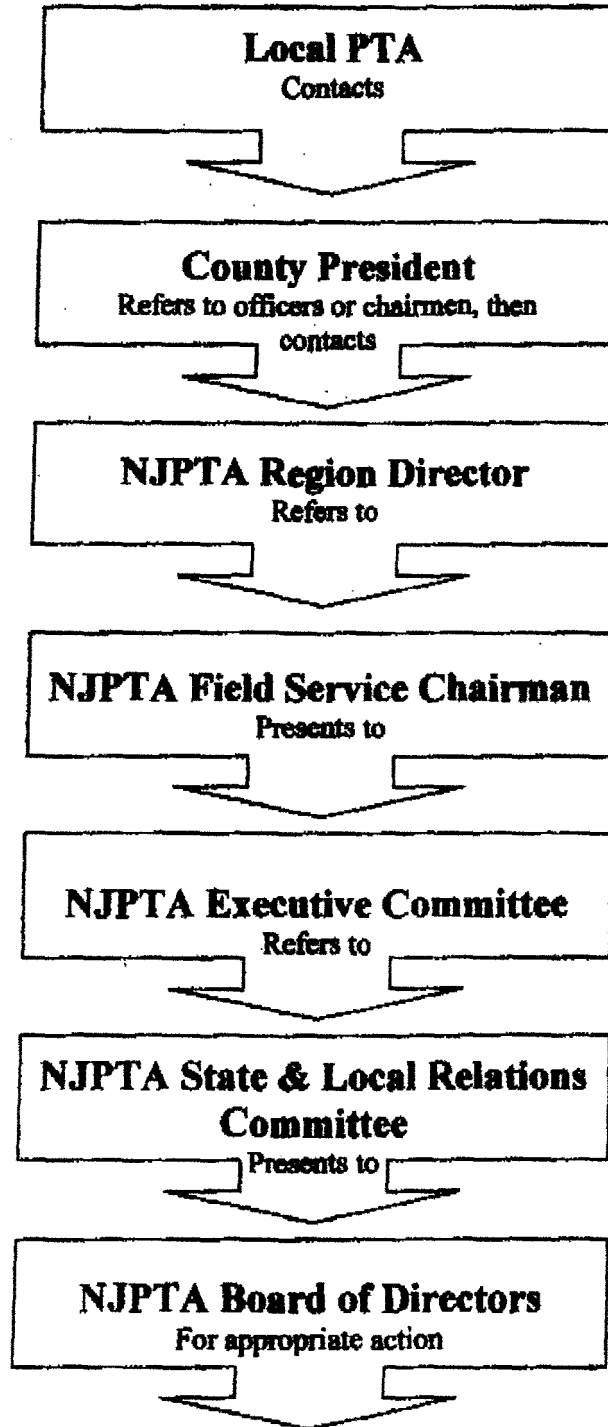 Local PTA
Contacts
County President
Refers to officers or chairmen, then
contacts
NJPTA Region Director
Refers to
NJPTA Field Service Chairman
Presents to
NJPTA Executive Committee
Refers to
NJPTA State & Local Relations
Committee
Presents to
NJPTA Board of Directors
For appropriate action